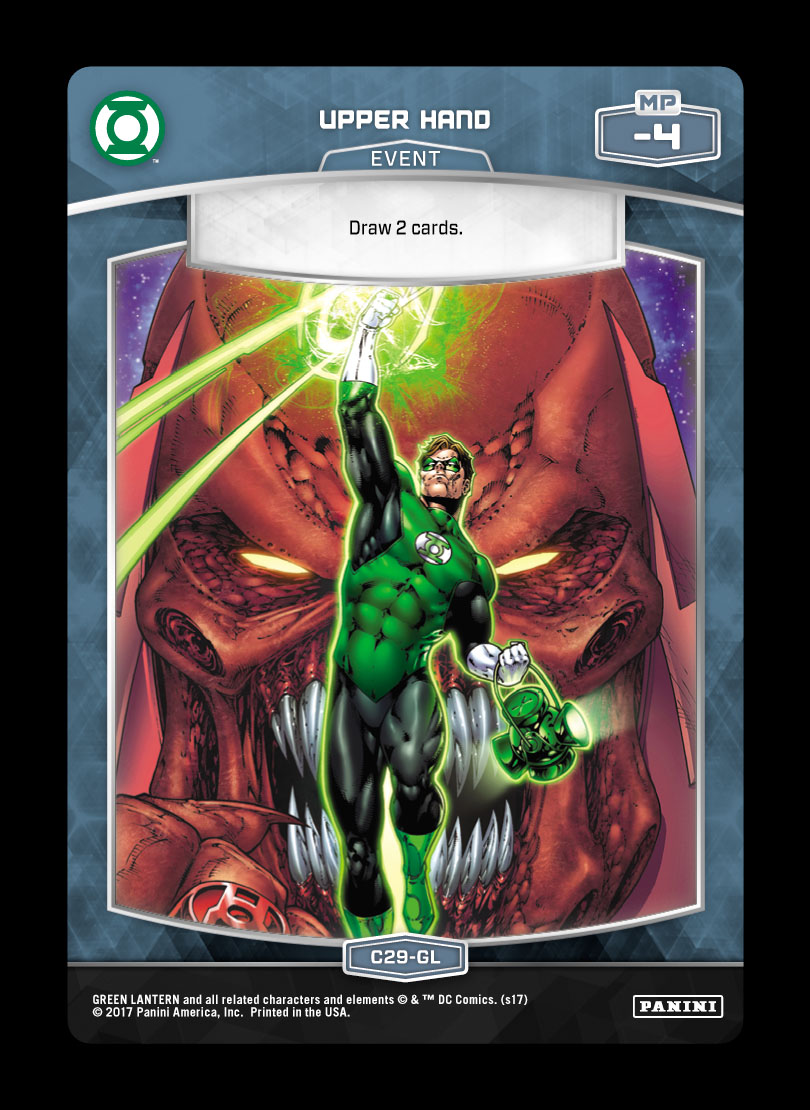 UPPER HAND
MP
-4
EVENT
Draw 2 cards.
C29-GL
GREEN LANTERN and all related characters and elements © & ™ DC Comics. (s17)
© 2017 Panini America, Inc.  Printed in the USA.
PANINI